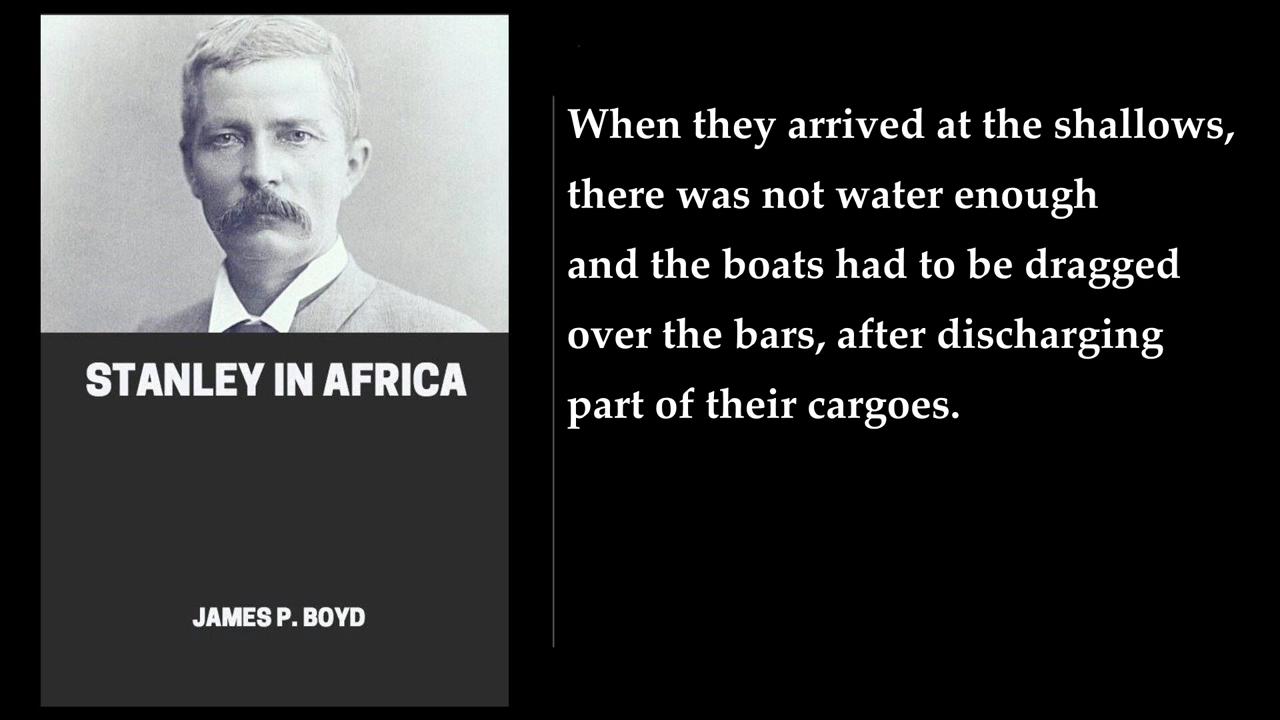 STANLEY IN AFRICA
JAMES P. BOYD
When they arrived at the shallows,
there was not water enough
and the boats had to be dragged
over the bars, after discharging
part of their cargoes.